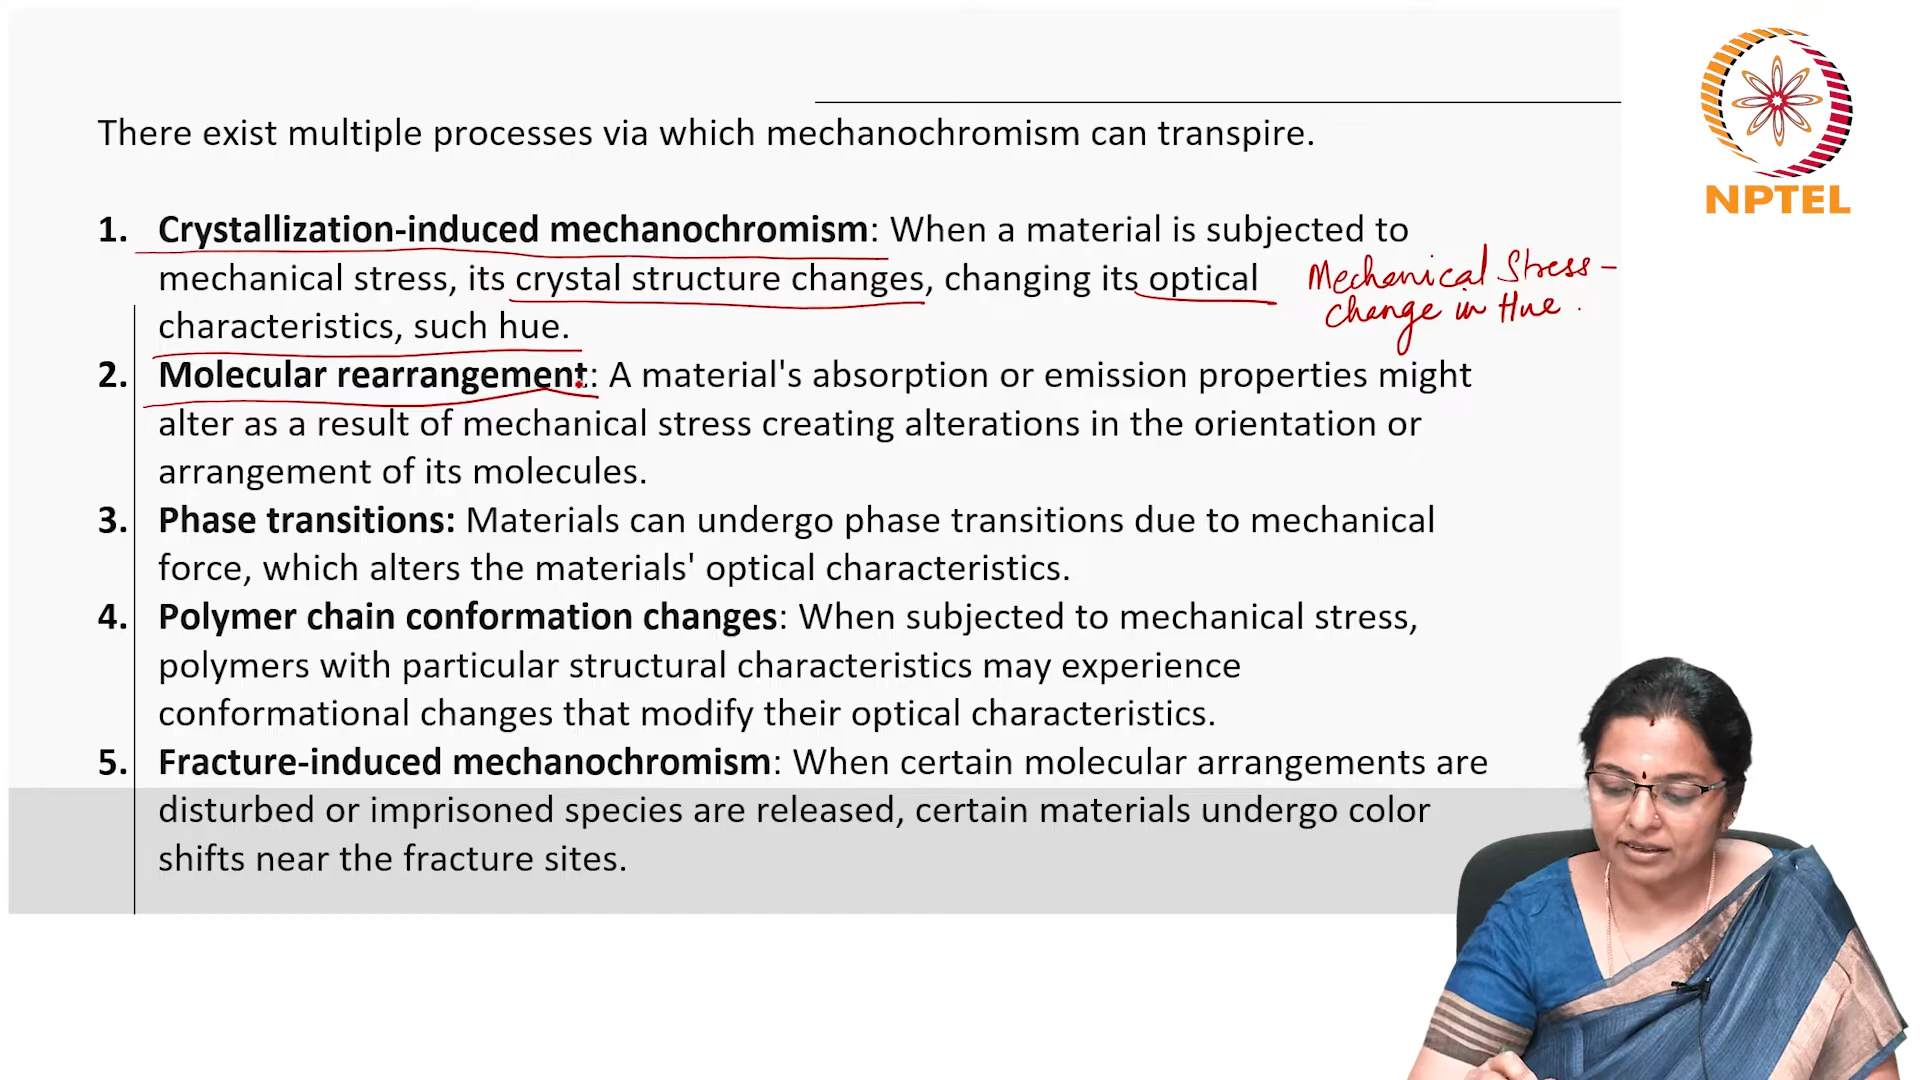 There exist multiple processes via which mechanochromism can transpire.
NPTEL
1. Crystallization-induced mechanochromism: When a material is subjected to
mechanical stress, its crystal structure changes, changing its optical
characteristics, such hue.
Mechanical Stress -
change in Hue.
2. Molecular rearrangement: A material's absorption or emission properties might
alter as a result of mechanical stress creating alterations in the orientation or
arrangement of its molecules.
3. Phase transitions: Materials can undergo phase transitions due to mechanical
force, which alters the materials' optical characteristics.
4. Polymer chain conformation changes: When subjected to mechanical stress,
polymers with particular structural characteristics may experience
conformational changes that modify their optical characteristics.
5. Fracture-induced mechanochromism: When certain molecular arrangements are
disturbed or imprisoned species are released, certain materials undergo color
shifts near the fracture sites.